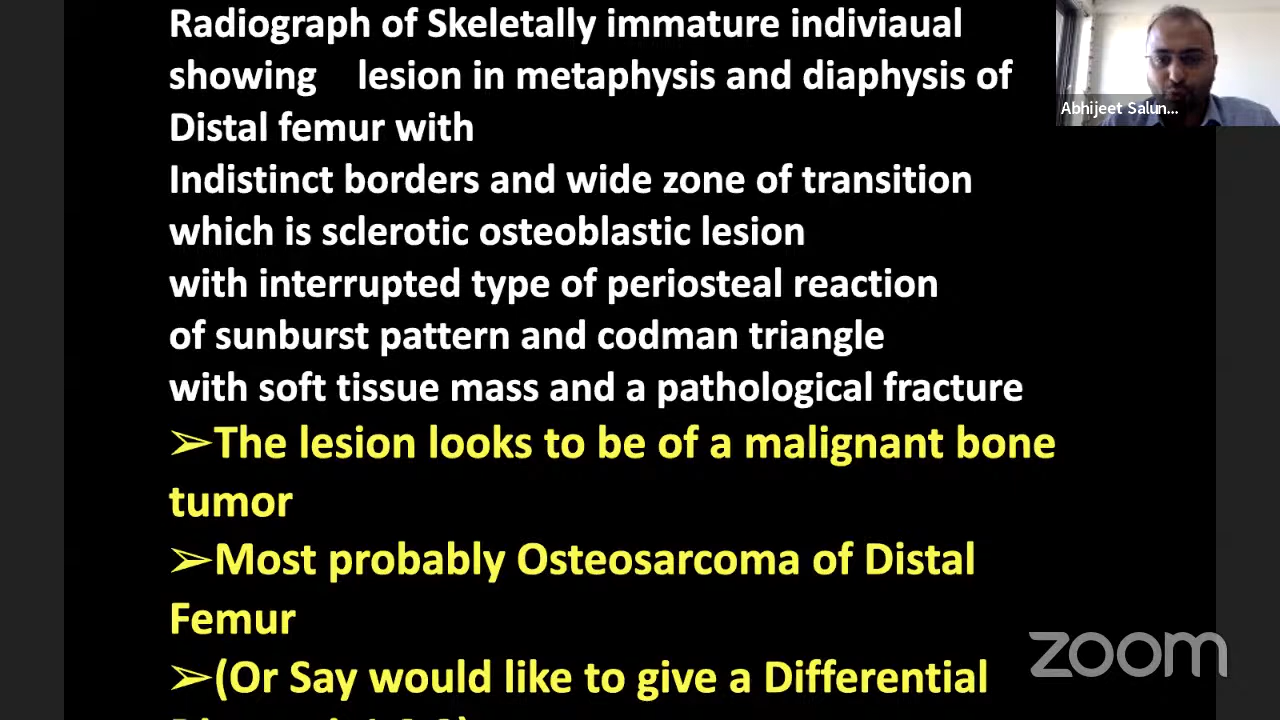 Radiograph of Skeletally immature indiviaual
showing lesion in metaphysis and diaphysis of
Distal femur with
Indistinct borders and wide zone of transition
which is sclerotic osteoblastic lesion
with interrupted type of periosteal reaction
of sunburst pattern and codman triangle
with soft tissue mass and a pathological fracture
➢The lesion looks to be of a malignant bone
tumor
➢Most probably Osteosarcoma of Distal
Femur
➢(Or Say would like to give a Differential
Abhijeet Salun...
zoom